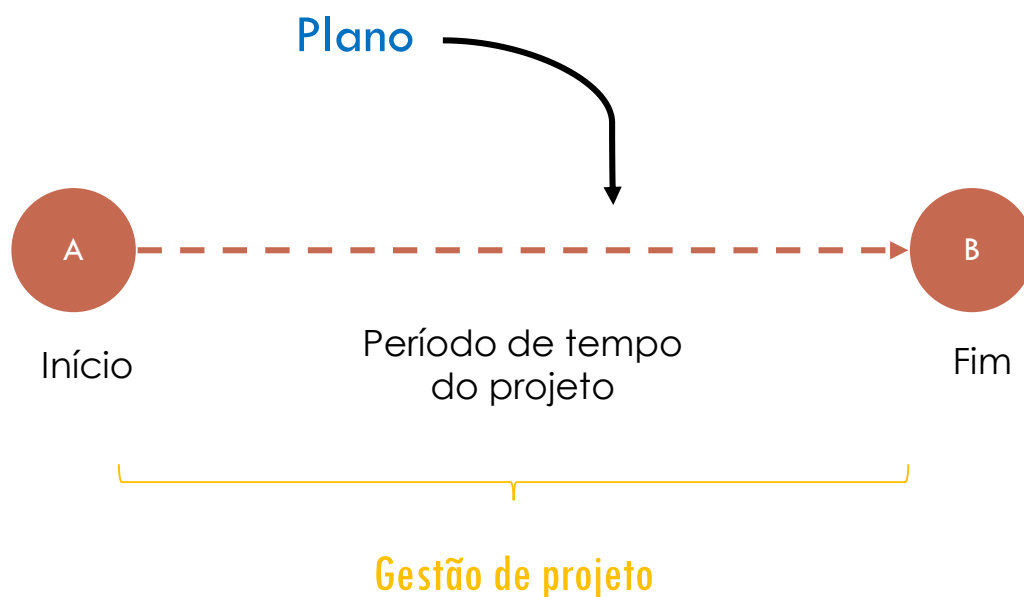 Plano
A
B
Início
Período de tempo
do projeto
Fim
Gestão de projeto